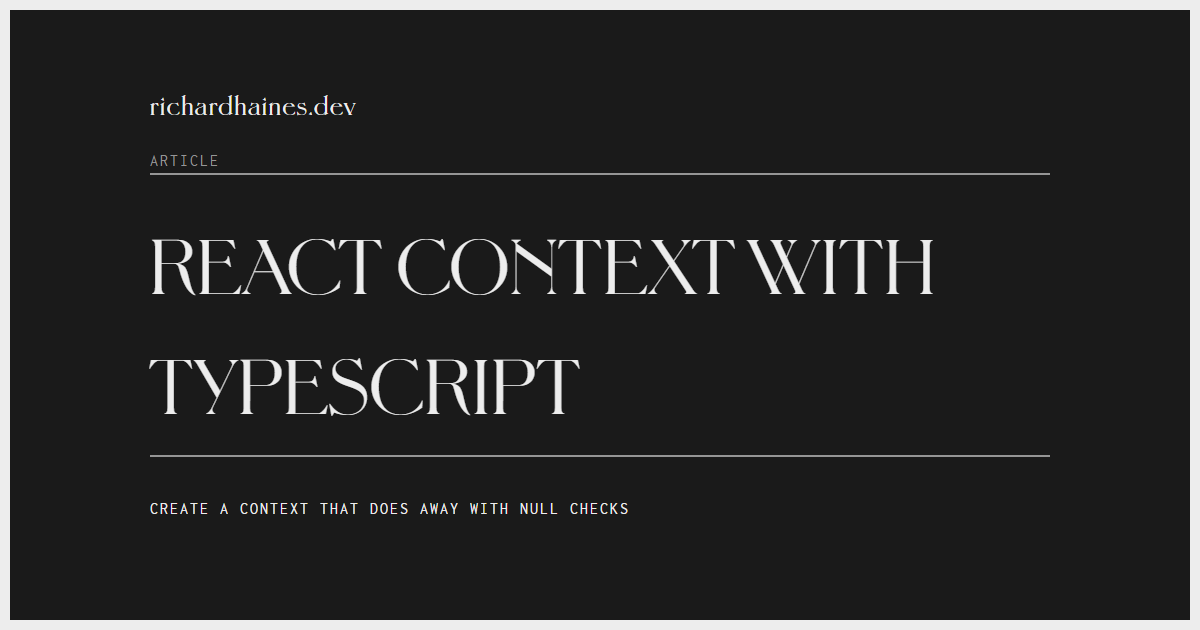 richardhaines.dev
ARTICLE
REACT CONTEXT WITH
TYPESCRIPT
CREATE A CONTEXT THAT DOES AWAY WITH NULL CHECKS